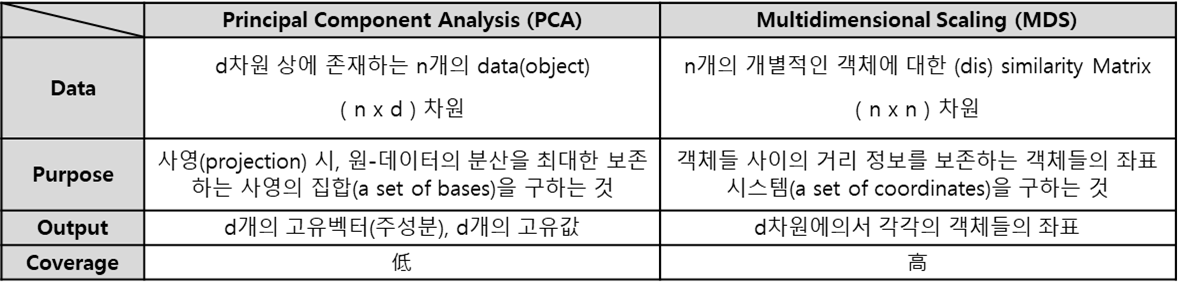 Principal Component Analysis (PCA)
Multidimensional Scaling (MDS)
Data
d차원 상에 존재하는 n개의 data(object)
( n x d ) 차원
n개의 개별적인 객체에 대한 (dis) similarity Matrix
( n x n ) 차원
Purpose
사영(projection) 시, 원-데이터의 분산을 최대한 보존
하는 사영의 집합(a set of bases)을 구하는 것
객체들 사이의 거리 정보를 보존하는 객체들의 좌표
시스템(a set of coordinates)을 구하는 것
Output
d개의 고유벡터(주성분), d개의 고유값
d차원에의서 각각의 객체들의 좌표
Coverage
低
高